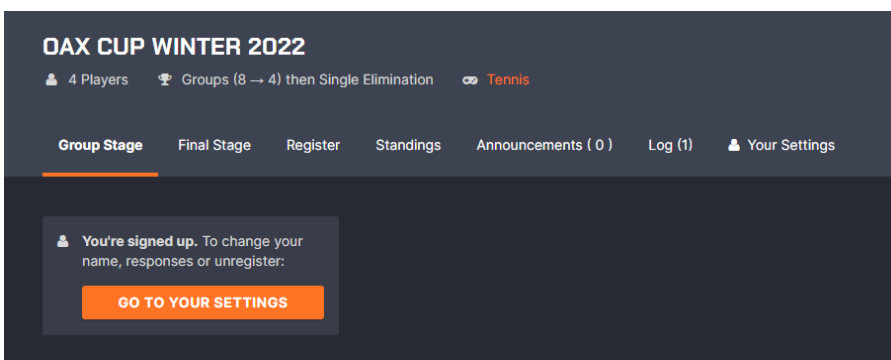 OAX CUP WINTER 2022
4 Players Groups (8 → 4) then Single Elimination Tennis
Group Stage Final Stage Register Standings Announcements ( 0 ) Log (1) Your Settings
You're signed up. To change your
name, responses or unregister:
GO TO YOUR SETTINGS